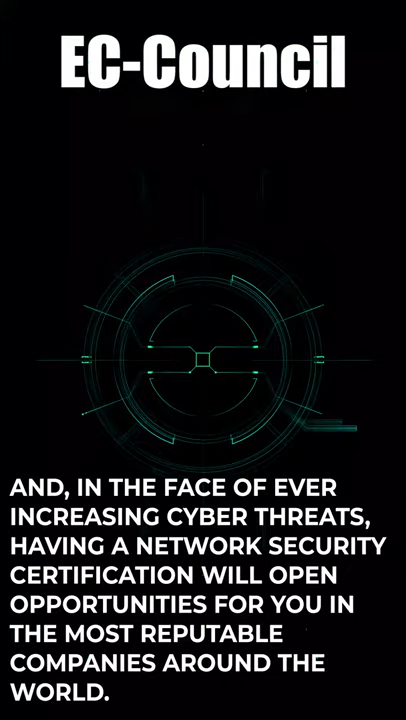 EC-Council
AND, IN THE FACE OF EVER
INCREASING CYBER THREATS,
HAVING A NETWORK SECURITY
CERTIFICATION WILL OPEN
OPPORTUNITIES FOR YOU IN
THE MOST REPUTABLE
COMPANIES AROUND THE
WORLD.